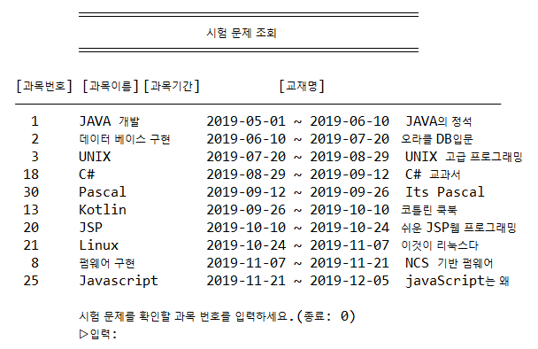 시험 문제 조회
[과목번호] [과목이름] [과목기간] [교재명]
1 JAVA 개발 2019-05-01 ~ 2019-06-10 JAVA의 정석
2 데이터 베이스 구현 2019-06-10 ~ 2019-07-20 오라클 DB입문
3 UNIX 2019-07-20 ~ 2019-08-29 UNIX 고급 프로그래밍
18 C# 2019-08-29 ~ 2019-09-12 C# 교과서
30 Pascal 2019-09-12 ~ 2019-09-26 Its Pascal
13 Kotlin 2019-09-26 ~ 2019-10-10 코틀린 쿡북
20 JSP 2019-10-10 ~ 2019-10-24 쉬운 JSP웹 프로그래밍
21 Linux 2019-10-24 ~ 2019-11-07 이것이 리눅스다
8 펌웨어 구현 2019-11-07 ~ 2019-11-21 NCS 기반 펌웨어
25 Javascript 2019-11-21 ~ 2019-12-05 javaScript는 왜
시험 문제를 확인할 과목 번호를 입력하세요.(종료: 0)
▷입력: